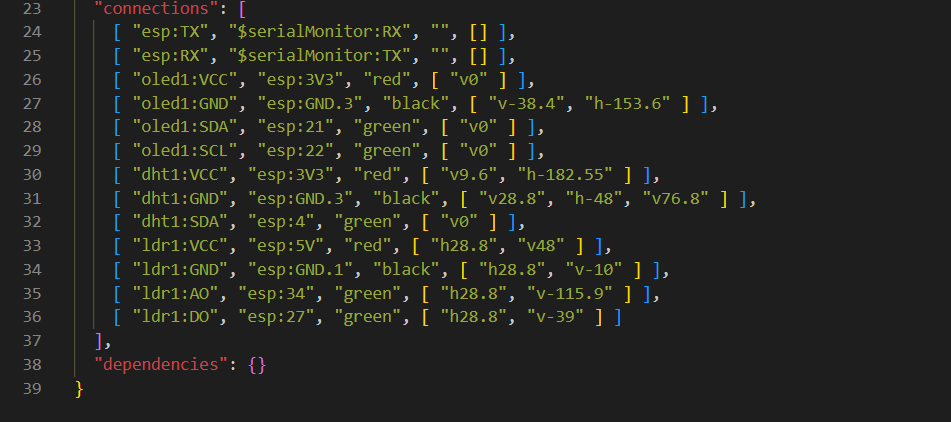 23 "connections": [
24 [ "esp:TX", "$serialMonitor:RX", "", [] ],
25 [ "esp:RX", "$serialMonitor:TX", "", [] ],
26 [ "oled1:VCC", "esp:3V3", "red", [ "v0" ] ],
27 [ "oled1:GND", "esp:GND.3", "black", [ "v-38.4", "h-153.6" ] ],
28 [ "oled1:SDA", "esp:21", "green", [ "v0" ] ],
29 [ "oled1:SCL", "esp:22", "green", [ "v0" ] ],
30 [ "dht1:VCC", "esp:3V3", "red", [ "v9.6", "h-182.55" ] ],
31 [ "dht1:GND", "esp:GND.3", "black", [ "v28.8", "h-48", "v76.8" ] ],
32 [ "dht1:SDA", "esp:4", "green", [ "v0" ] ],
33 [ "ldr1:VCC", "esp:5V", "red", [ "h28.8", "v48" ] ],
34 [ "ldr1:GND", "esp:GND.1", "black", [ "h28.8", "v-10" ] ],
35 [ "ldr1:AO", "esp:34", "green", [ "h28.8", "v-115.9" ] ],
36 [ "ldr1:DO", "esp:27", "green", [ "h28.8", "v-39" ] ]
37 ],
38 "dependencies": {}
39 }